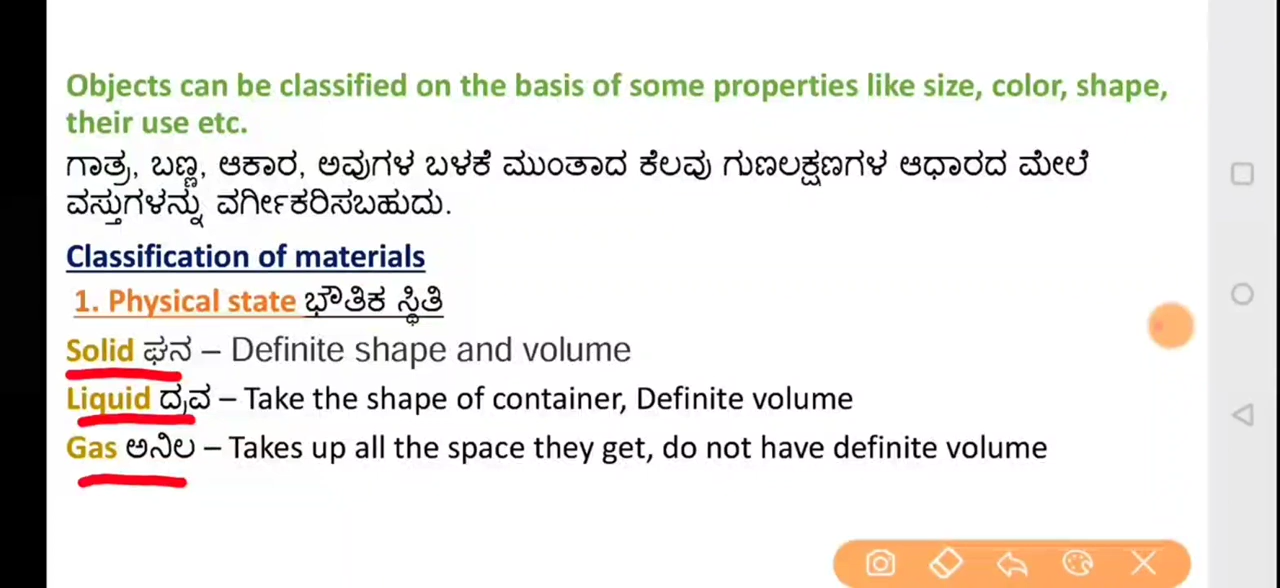 Objects can be classified on the basis of some properties like size, color, shape,
their use etc.
ಗಾತ್ರ, ಬಣ್ಣ, ಆಕಾರ, ಅವುಗಳ ಬಳಕೆ ಮುಂತಾದ ಕೆಲವು ಗುಣಲಕ್ಷಣಗಳ ಆಧಾರದ ಮೇಲೆ
ವಸ್ತುಗಳನ್ನು ವರ್ಗೀಕರಿಸಬಹುದು.
Classification of materials
1. Physical state ಭೌತಿಕ ಸ್ಥಿತಿ
Solid ಘನ – Definite shape and volume
Liquid ದ್ರವ – Take the shape of container, Definite volume
Gas ಅನಿಲ – Takes up all the space they get, do not have definite volume